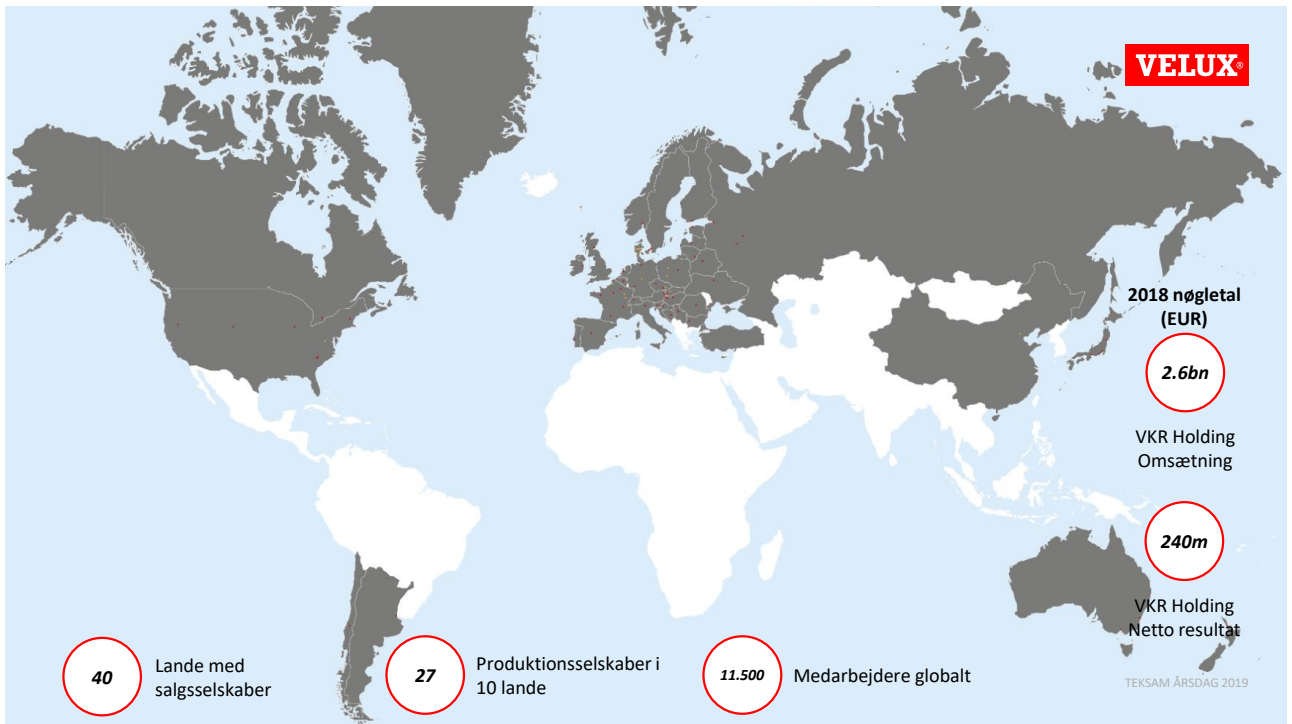 VELUX®
2018 nøgletal
(EUR)
2.6bn
VKR Holding
Omsætning
240m
VKR Holding
Netto resultat
40
Lande med
salgsselskaber
27
Produktionsselskaber i
10 lande
11.500
Medarbejdere globalt
TEKSAM ÅRSDAG 2019